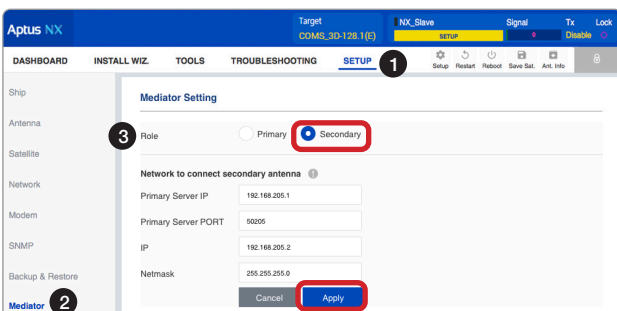 Aptus NX
Target
COMS_3D-128.1(E)
NX_Slave
SETUP
Signal
0
Tx
Disable
Lock
DASHBOARD INSTALL WIZ. TOOLS TROUBLESHOOTING SETUP 1
Setup Restart Reboot Save Sat. Ant. Info
Ship
Antenna
Satellite
Network
Modem
SNMP
Backup & Restore
Mediator 2
Mediator Setting
3 Role Primary Secondary
Network to connect secondary antenna
Primary Server IP 192.168.205.1
Primary Server PORT 50205
IP 192.168.205.2
Netmask 255.255.255.0
Cancel Apply